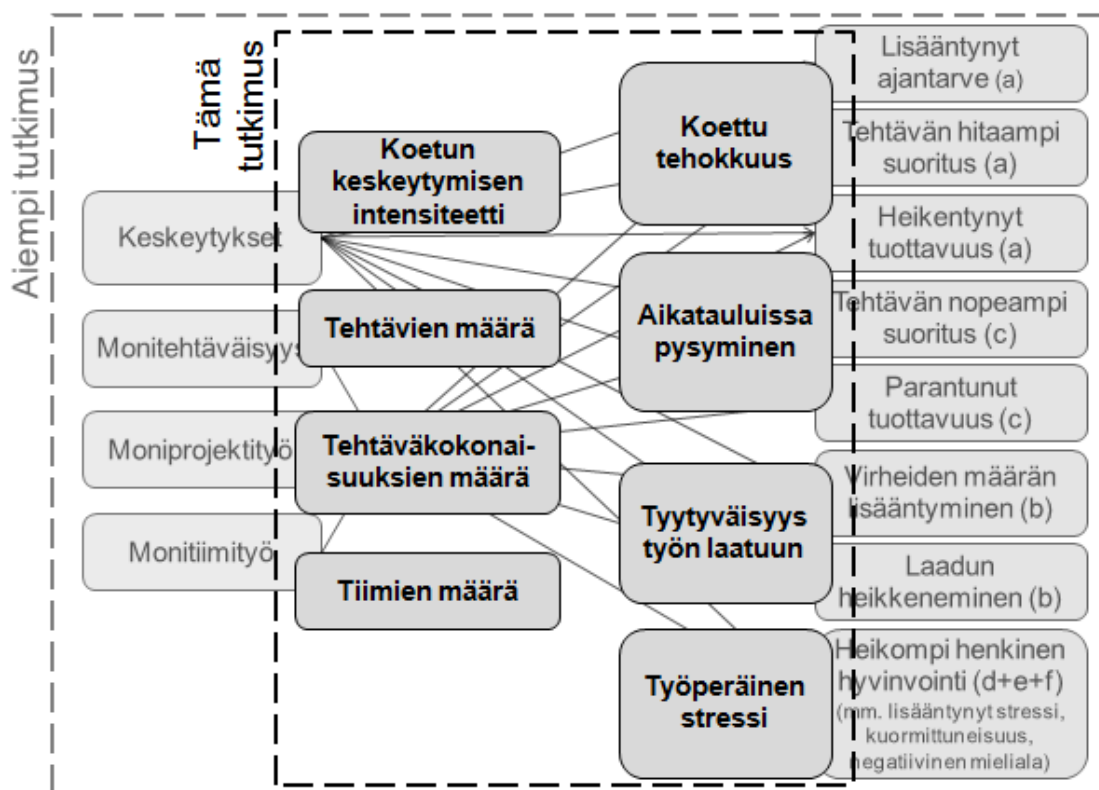 Aiempi tutkimus
Tämä
tutkimus
Keskeytykset
Monitehtäväisyys
Moniprojektityö
Monitiimityö
Koetun
keskeytymisen
intensiteetti
Tehtävien määrä
Tehtäväkokonai-
suuksien määrä
Tiimien määrä
Koettu
tehokkuus
Aikatauluissa
pysyminen
Tyytyväisyys
työn laatuun
Työperäinen
stressi
Lisääntynyt
ajantarve (a)
Tehtävän hitaampi
suoritus (a)
Heikentynyt
tuottavuus (a)
Tehtävän nopeampi
suoritus (c)
Parantunut
tuottavuus (c)
Virheiden määrän
lisääntyminen (b)
Laadun
heikkeneminen (b)
Heikompi henkinen
hyvinvointi (d+e+f)
(mm. lisääntynyt stressi,
kuormittuneisuus,
negatiivinen mieliala)